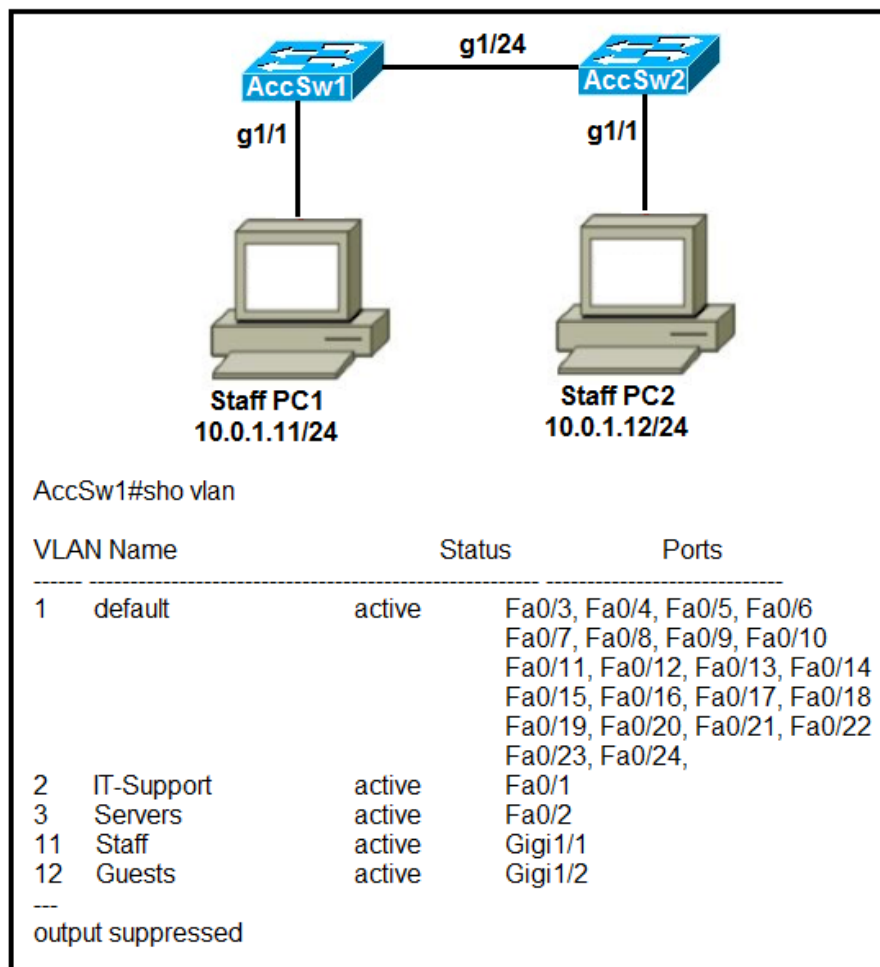 g1/24
AccSw1
AccSw2
g1/1
g1/1
Staff PC1
10.0.1.11/24
Staff PC2
10.0.1.12/24
AccSw1#sho vlan
VLAN Name Status Ports
------ ------------------------------------------------------- -----------------------------
1 default active Fa0/3, Fa0/4, Fa0/5, Fa0/6
Fa0/7, Fa0/8, Fa0/9, Fa0/10
Fa0/11, Fa0/12, Fa0/13, Fa0/14
Fa0/15, Fa0/16, Fa0/17, Fa0/18
Fa0/19, Fa0/20, Fa0/21, Fa0/22
Fa0/23, Fa0/24,
2 IT-Support active Fa0/1
3 Servers active Fa0/2
11 Staff active Gigi1/1
12 Guests active Gigi1/2
---
output suppressed